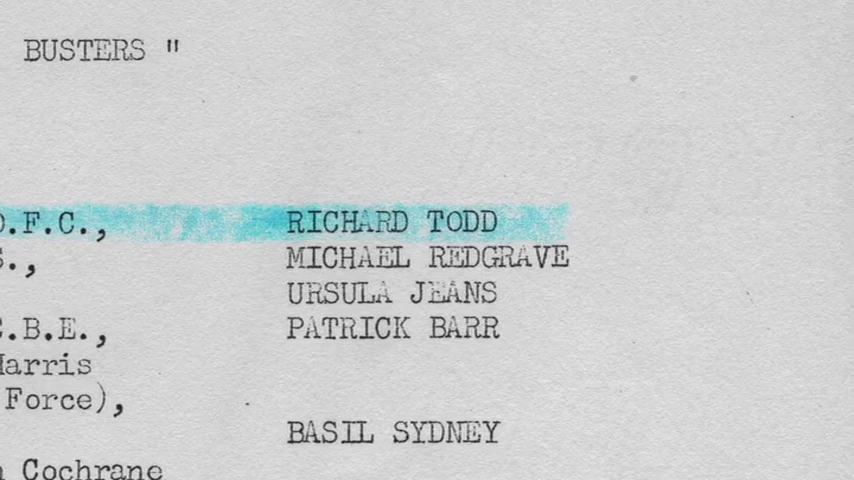 BUSTERS "
D.F.C., RICHARD TODD
S., MICHAEL REDGRAVE
URSULA JEANS
C.B.E., PATRICK BARR
Harris
Force),
BASIL SYDNEY
Cochrane